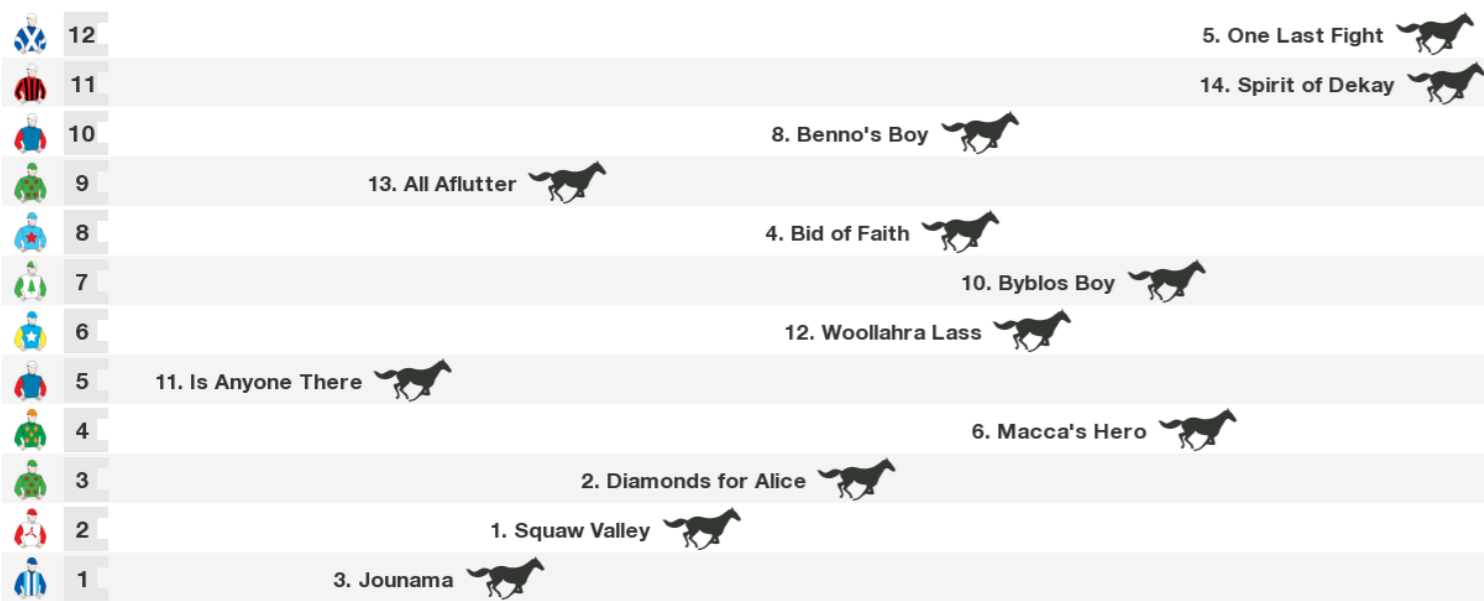 12 5. One Last Fight
11 14. Spirit of Dekay
10 8. Benno's Boy
9 13. All Aflutter
8 4. Bid of Faith
7 10. Byblos Boy
6 12. Woollahra Lass
5 11. Is Anyone There
4 6. Macca's Hero
3 2. Diamonds for Alice
2 1. Squaw Valley
1 3. Jounama